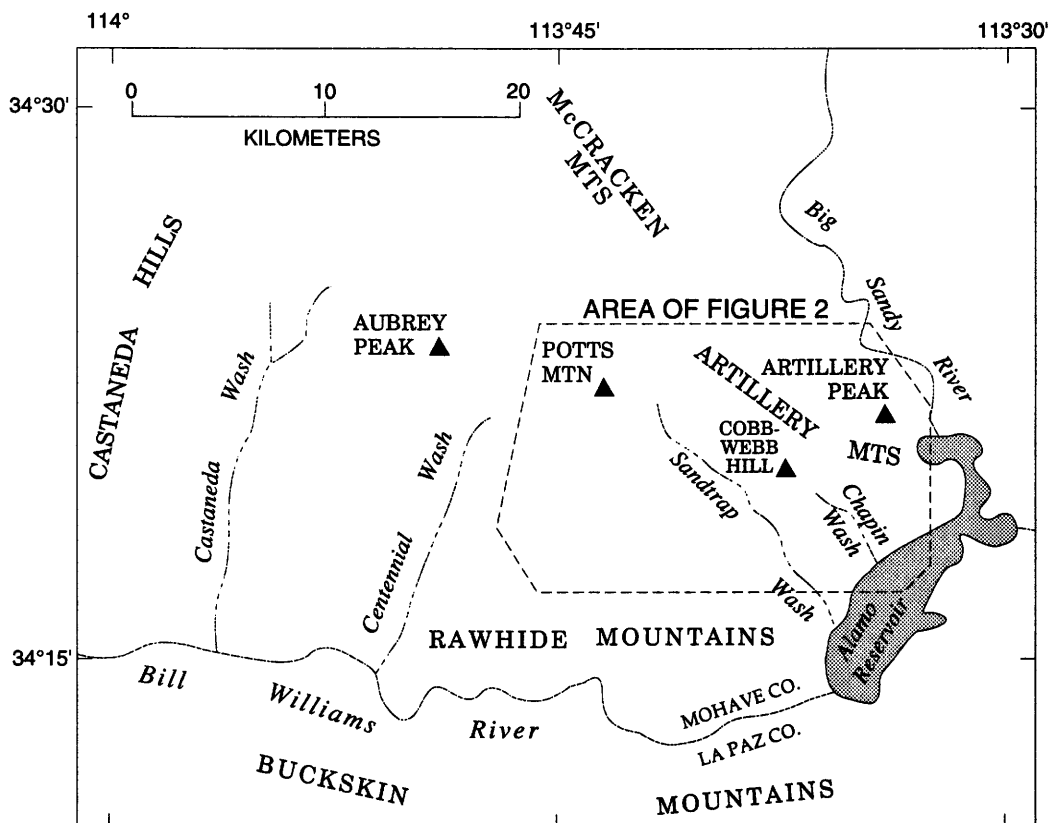 114°
113°45'
113°30'
34°30'
0 10 20
KILOMETERS
McCRACKEN
MTS
Big
Sandy
River
CASTANEDA HILLS
AREA OF FIGURE 2
AUBREY
PEAK
POTTS
MTN
ARTILLERY
MTS
ARTILLERY
PEAK
COBB-
WEBB
HILL
Castaneda Wash
Centennial Wash
Sandtrap Wash
Chapin
Wash
Alamo
Reservoir
34°15'
RAWHIDE MOUNTAINS
Bill Williams River
MOHAVE CO.
LA PAZ CO.
BUCKSKIN MOUNTAINS